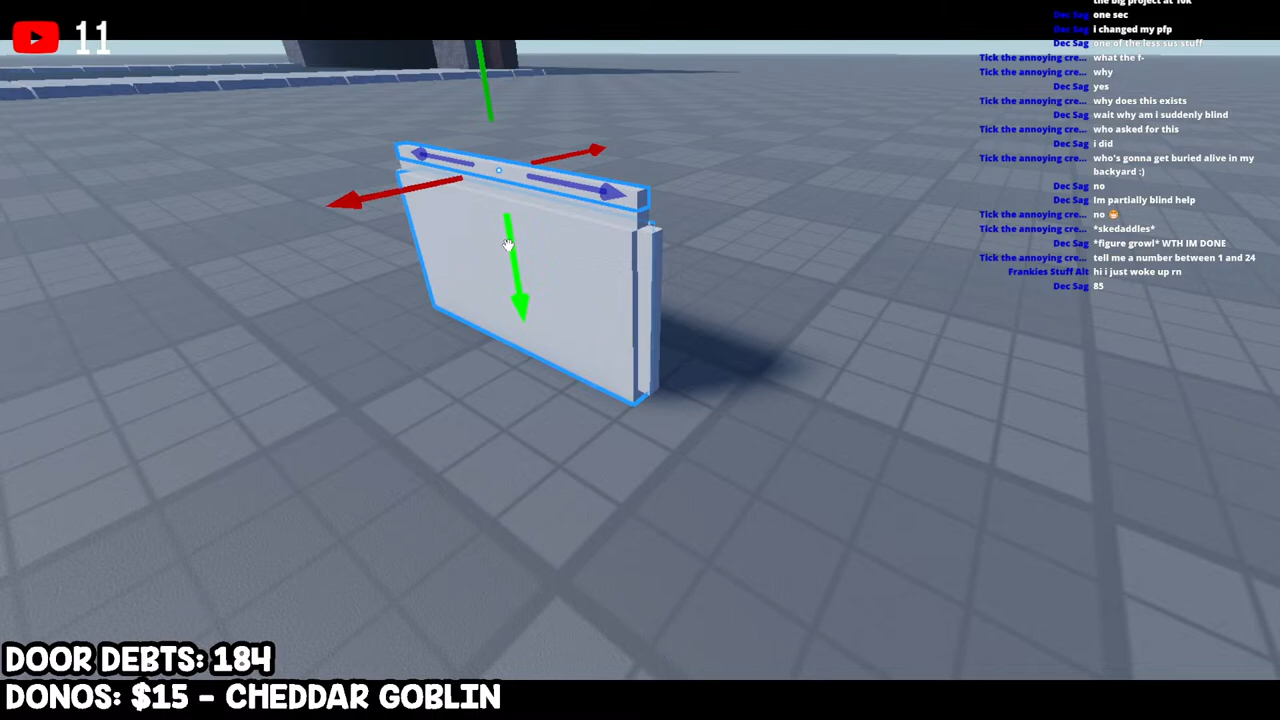 11
the big project at 10k
Dec Sag one sec
Dec Sag i changed my pfp
Dec Sag one of the less sus stuff
Tick the annoying cre... what the f-
Tick the annoying cre... why
Dec Sag yes
Tick the annoying cre... why does this exists
Dec Sag wait why am i suddenly blind
Tick the annoying cre... who asked for this
Dec Sag i did
Tick the annoying cre... who's gonna get buried alive in my
backyard :)
Dec Sag no
Dec Sag Im partially blind help
Tick the annoying cre... no
Tick the annoying cre... *skedaddles*
Dec Sag *figure growl* WTH IM DONE
Tick the annoying cre... tell me a number between 1 and 24
Frankies Stuff Alt hi i just woke up rn
Dec Sag 85
DOOR DEBTS: 184
DONOS: $15 - CHEDDAR GOBLIN